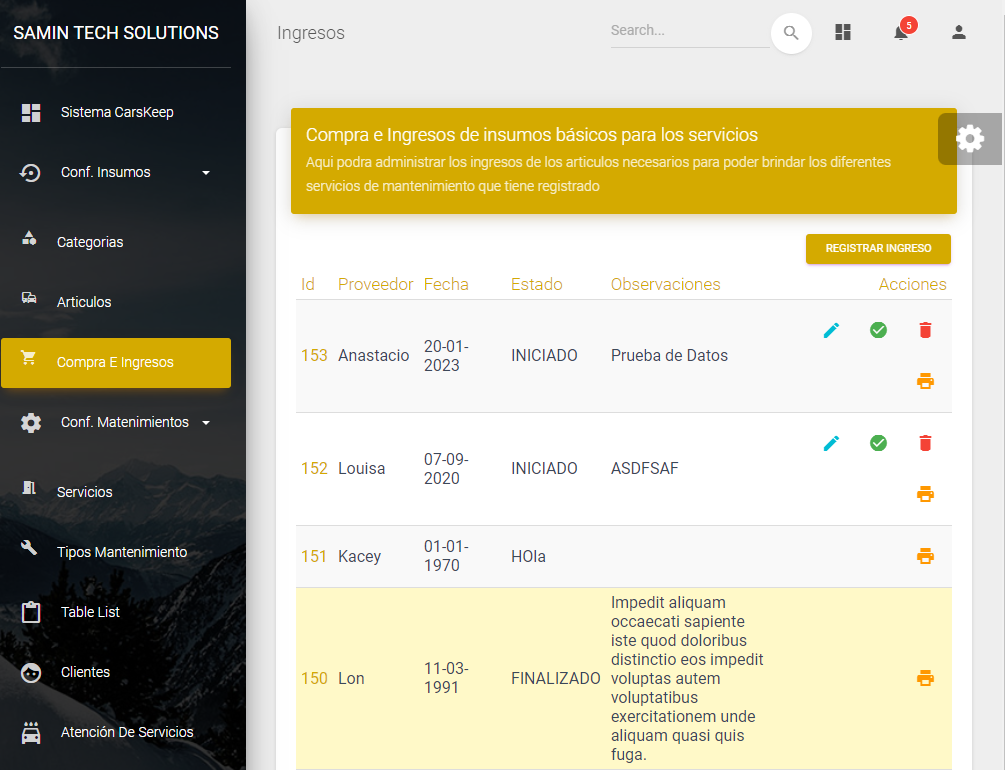 SAMIN TECH SOLUTIONS
Sistema CarsKeep
Conf. Insumos
Categorias
Articulos
Compra E Ingresos
Conf. Matenimientos
Servicios
Tipos Mantenimiento
Table List
Clientes
Atención De Servicios
Ingresos
Search...
5
Compra e Ingresos de insumos básicos para los servicios
Aqui podra administrar los ingresos de los articulos necesarios para poder brindar los diferentes
servicios de mantenimiento que tiene registrado
REGISTRAR INGRESO
Id Proveedor Fecha Estado Observaciones Acciones
153 Anastacio 20-01-
2023 INICIADO Prueba de Datos
152 Louisa 07-09-
2020 INICIADO ASDFSAF
151 Kacey 01-01-
1970 HOla
150 Lon 11-03-
1991 FINALIZADO
Impedit aliquam
occaecati sapiente
iste quod doloribus
distinctio eos impedit
voluptas autem
voluptatibus
exercitationem unde
aliquam quasi quis
fuga.